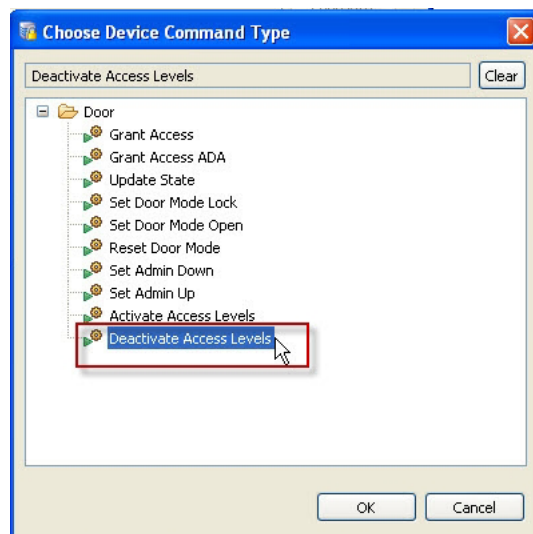 Choose Device Command Type
Deactivate Access Levels
Clear
Door
Grant Access
Grant Access ADA
Update State
Set Door Mode Lock
Set Door Mode Open
Reset Door Mode
Set Admin Down
Set Admin Up
Activate Access Levels
Deactivate Access Levels
OK
Cancel